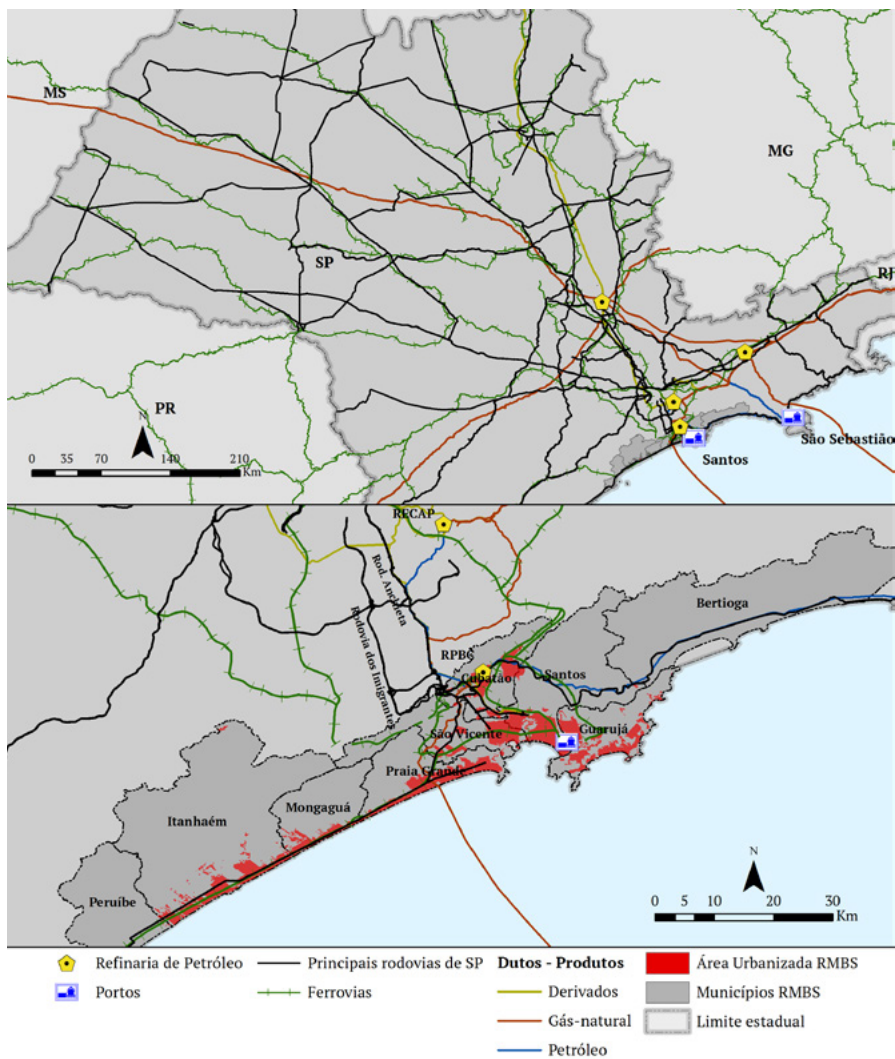 MS
MG
SP
RJ
PR
N
0 35 70 140 210
Km
Santos
São Sebastião
RECAP
Rod. Anchieta
Rodovia dos Imigrantes
Bertioga
RPBC
Cubatão
Santos
São Vicente
Guarujá
Praia Grande
Mongaguá
Itanhaém
Peruíbe
N
0 5 10 20 30
Km
Refinaria de Petróleo
Portos
Principais rodovias de SP
Ferrovias
Dutos - Produtos
Derivados
Gás-natural
Petróleo
Área Urbanizada RMBS
Municípios RMBS
Limite estadual